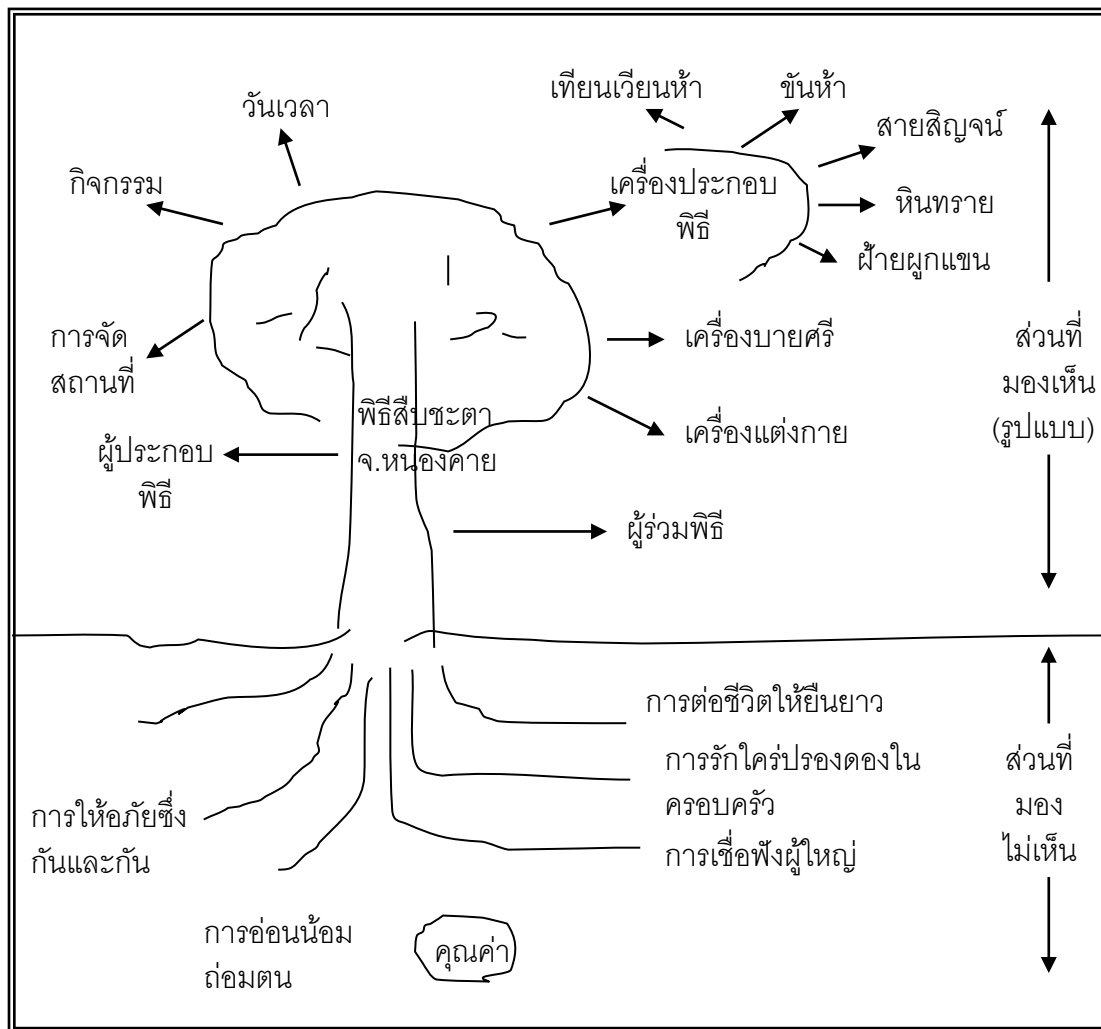 เทียนเวียนห้า
ขันห้า
วันเวลา
สายสิญจน์
กิจกรรม
เครื่องประกอบ
พิธี
หินทราย
ฝ้ายผูกแขน
การจัด
สถานที่
เครื่องบายศรี
ส่วนที่
มองเห็น
(รูปแบบ)
พิธีสืบชะตา
จ.หนองคาย
เครื่องแต่งกาย
ผู้ประกอบ
พิธี
ผู้ร่วมพิธี
การต่อชีวิตให้ยืนยาว
การรักใคร่ปรองดองใน
ครอบครัว
การเชื่อฟังผู้ใหญ่
ส่วนที่
มอง
ไม่เห็น
การให้อภัยซึ่ง
กันและกัน
การอ่อนน้อม
ถ่อมตน
คุณค่า